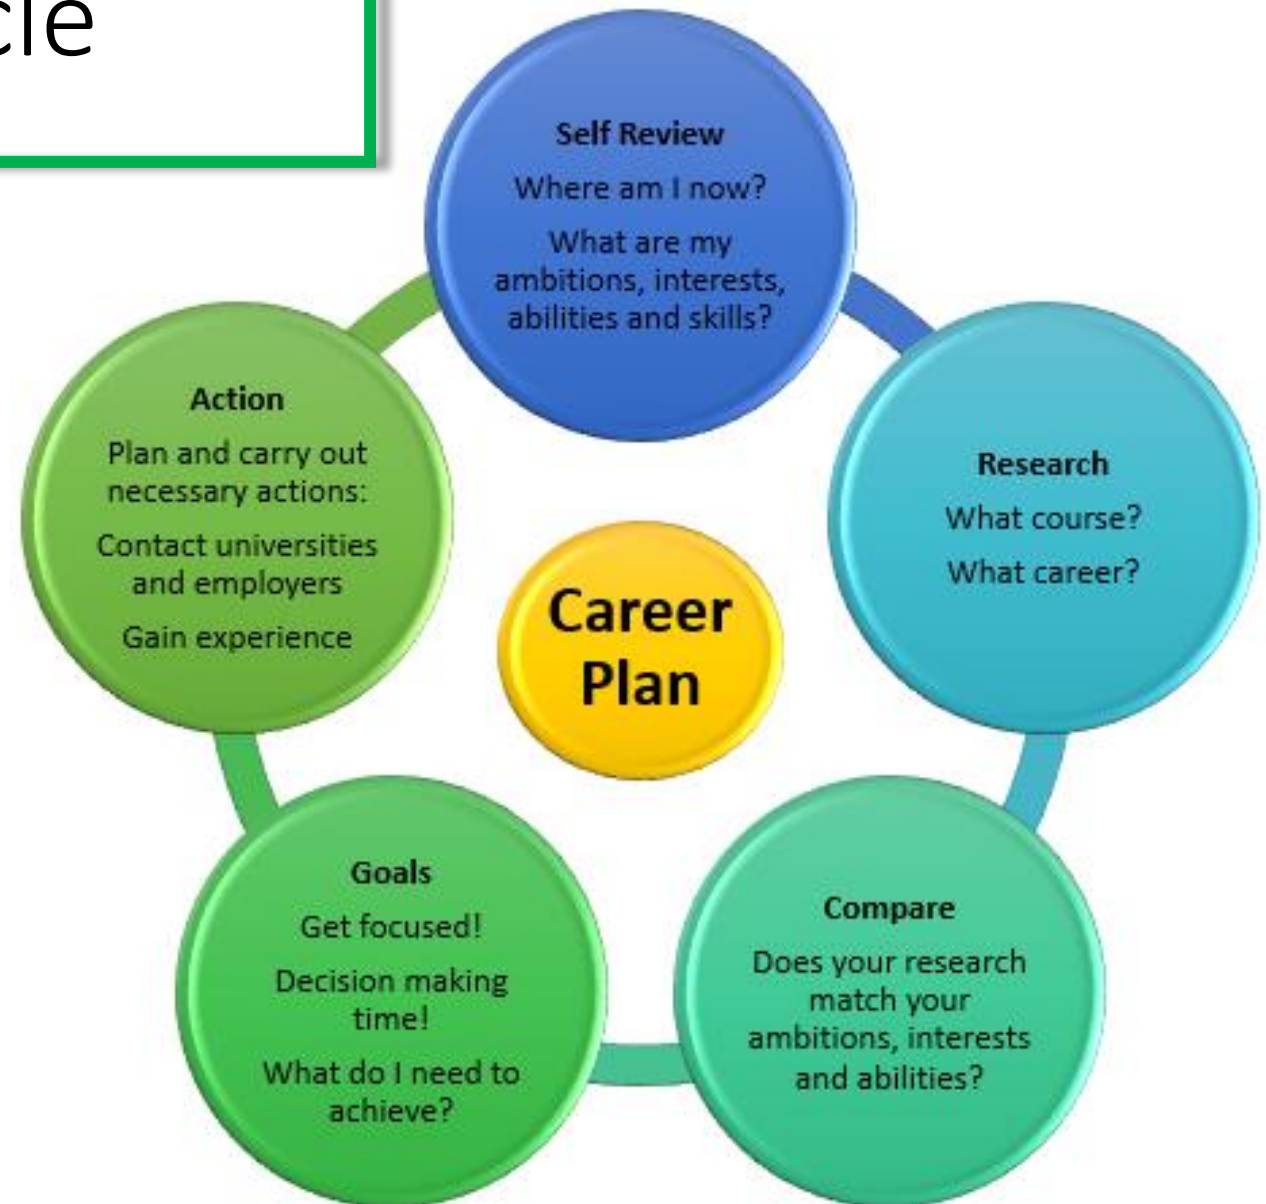 Self Review
Where am I now?
What are my
ambitions, interests,
abilities and skills?
Research
What course?
What career?
Compare
Does your research
match your
ambitions, interests
and abilities?
Goals
Get focused!
Decision making
time!
What do I need to
achieve?
Action
Plan and carry out
necessary actions:
Contact universities
and employers
Gain experience
Career
Plan